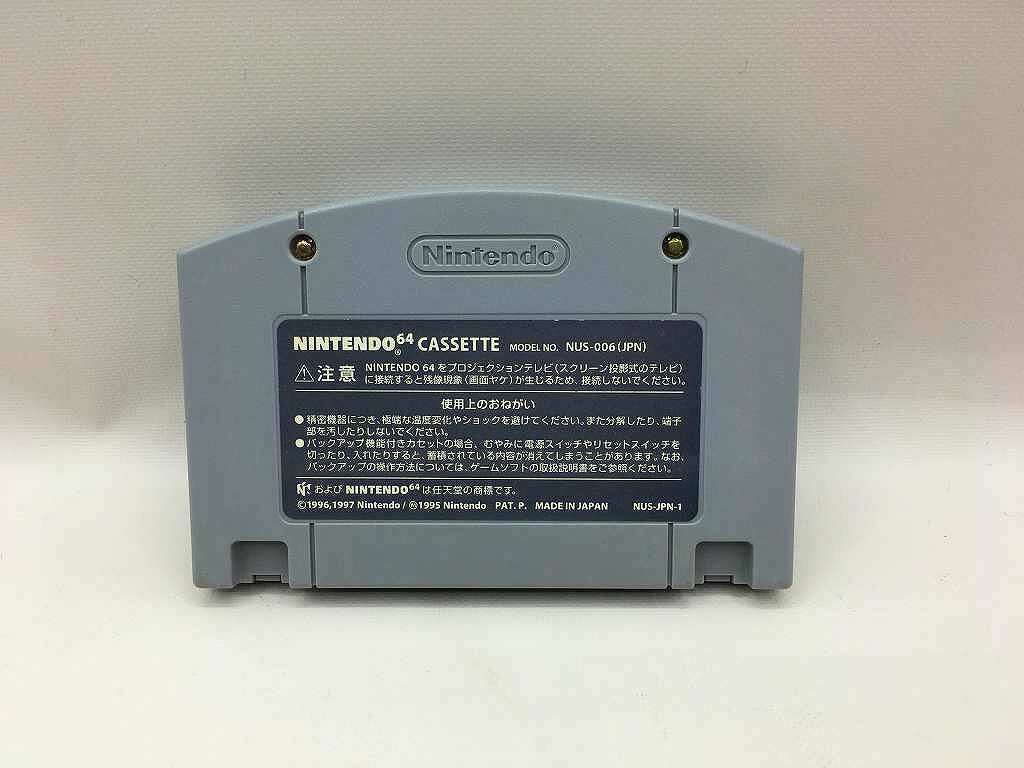 Nintendo
NINTENDO64 CASSETTE MODEL NO. NUS-006(JPN)
注意 NINTENDO 64をプロジェクションテレビ(スクリーン投影式のテレビ)
に接続すると残像現象(画面ヤケ)が生じるため、接続しないでください。
使用上のおねがい
●精密機器につき、極端な温度変化やショックを避けてください。また分解したり、端子
部を汚したりしないでください。
●バックアップ機能付きカセットの場合、むやみに電源スイッチやリセットスイッチを
切ったり、入れたりすると、蓄積されている内容が消えてしまうことがあります。なお、
バックアップの操作方法については、ゲームソフトの取扱説明書をご参照ください。
および NINTENDO64 は任天堂の商標です。
©1996,1997 Nintendo/Ⓜ1995 Nintendo PAT.P. MADE IN JAPAN NUS-JPN-1